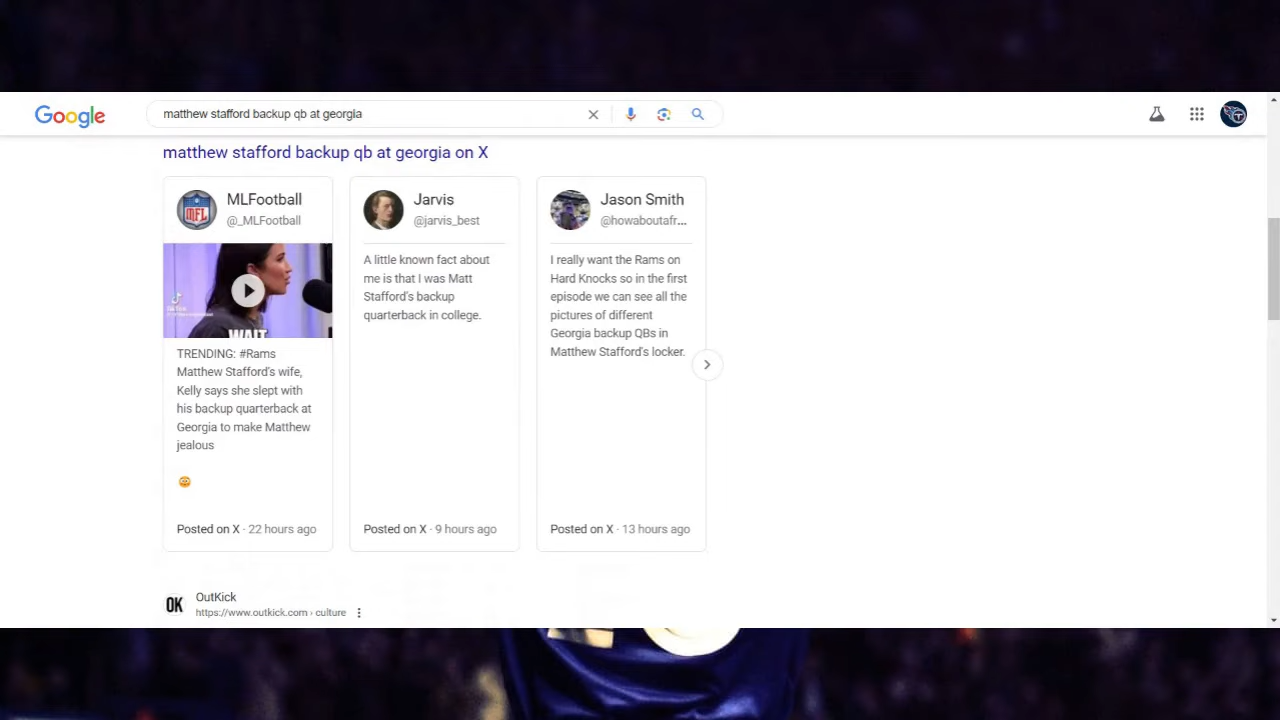 Google
matthew stafford backup qb at georgia
matthew stafford backup qb at georgia on X
MFL
MLFootball
@_MLFootball
OutKick
WAIT
TRENDING: #Rams
Matthew Stafford's wife,
Kelly says she slept with
his backup quarterback at
Georgia to make Matthew
jealous
Posted on X · 22 hours ago
Jarvis
@jarvis_best
A little known fact about
me is that I was Matt
Stafford's backup
quarterback in college.
Posted on X · 9 hours ago
Jason Smith
@howaboutafr...
I really want the Rams on
Hard Knocks so in the first
episode we can see all the
pictures of different
Georgia backup QBs in
Matthew Stafford's locker.
Posted on X · 13 hours ago
OK
OutKick
https://www.outkick.com › culture